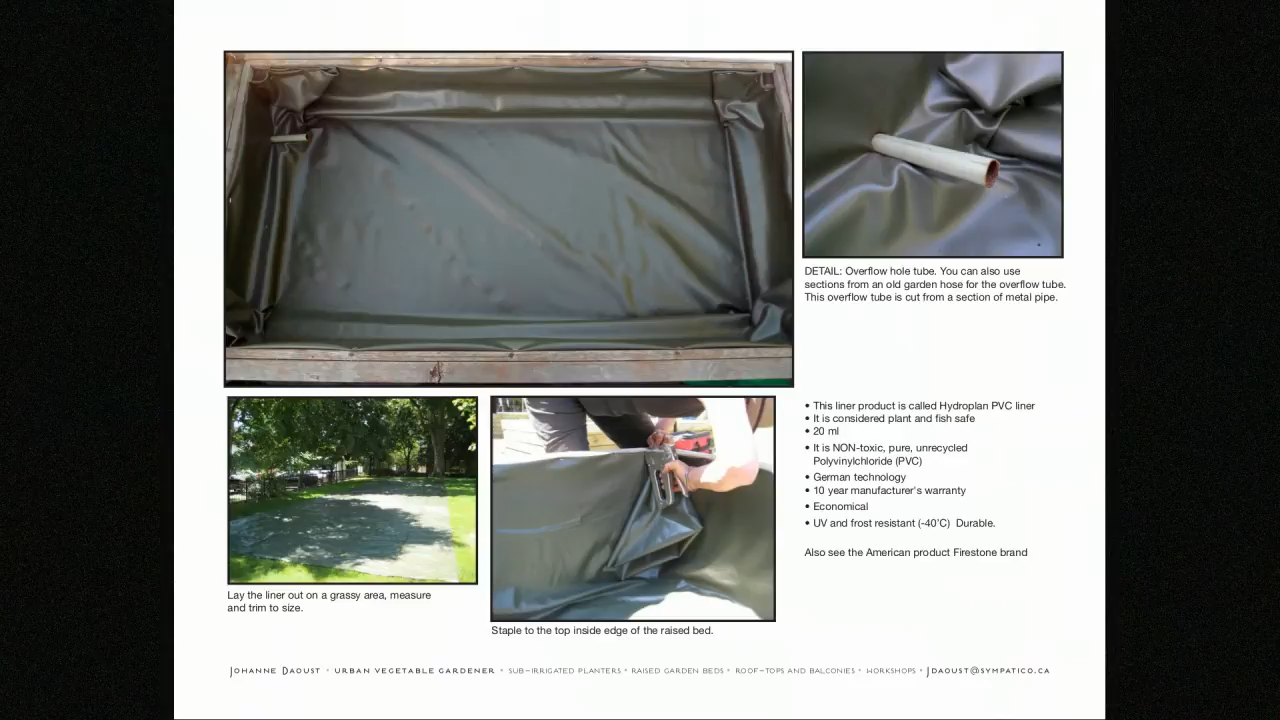 DETAIL: Overflow hole tube. You can also use
sections from an old garden hose for the overflow tube.
This overflow tube is cut from a section of metal pipe.
• This liner product is called Hydroplan PVC liner
• It is considered plant and fish safe
• 20 ml
• It is NON-toxic, pure, unrecycled
Polyvinylchloride (PVC)
• German technology
• 10 year manufacturer's warranty
• Economical
• UV and frost resistant (-40'C)  Durable.
Also see the American product Firestone brand
Lay the liner out on a grassy area, measure
and trim to size.
Staple to the top inside edge of the raised bed.
Johanne Daoust • urban vegetable gardener • sub-irrigated planters • raised garden beds • roof-tops and balconies • workshops • jdaoust@sympatico.ca